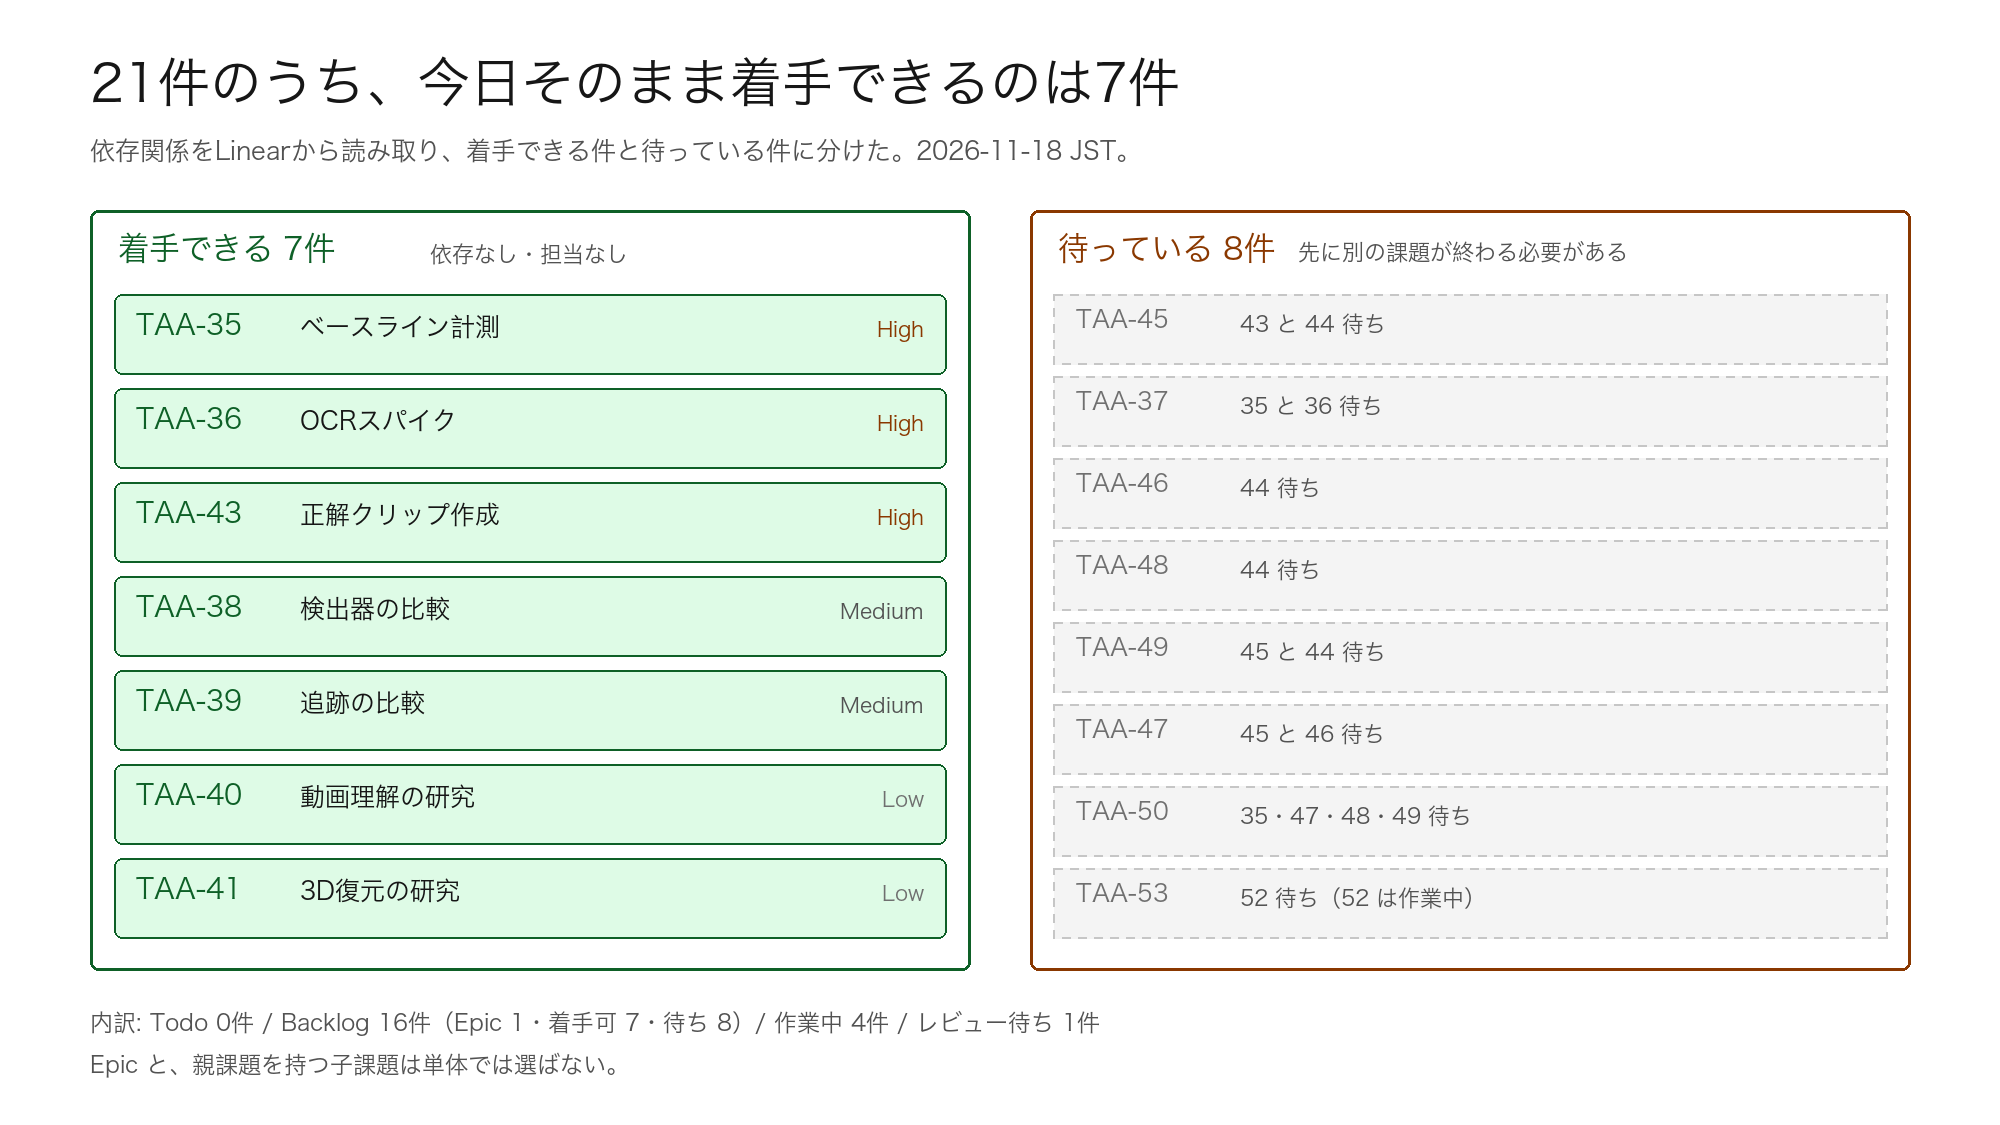 21件のうち、今日そのまま着手できるのは7件
依存関係をLinearから読み取り、着手できる件と待っている件に分けた。2026-11-18 JST。
着手できる 7件 依存なし・担当なし
TAA-35 ベースライン計測 High
TAA-36 OCRスパイク High
TAA-43 正解クリップ作成 High
TAA-38 検出器の比較 Medium
TAA-39 追跡の比較 Medium
TAA-40 動画理解の研究 Low
TAA-41 3D復元の研究 Low
待っている 8件 先に別の課題が終わる必要がある
TAA-45 43 と 44 待ち
TAA-37 35 と 36 待ち
TAA-46 44 待ち
TAA-48 44 待ち
TAA-49 45 と 44 待ち
TAA-47 45 と 46 待ち
TAA-50 35・47・48・49 待ち
TAA-53 52 待ち（52 は作業中）
内訳: Todo 0件 / Backlog 16件（Epic 1・着手可 7・待ち 8）/ 作業中 4件 / レビュー待ち 1件
Epic と、親課題を持つ子課題は単体では選ばない。